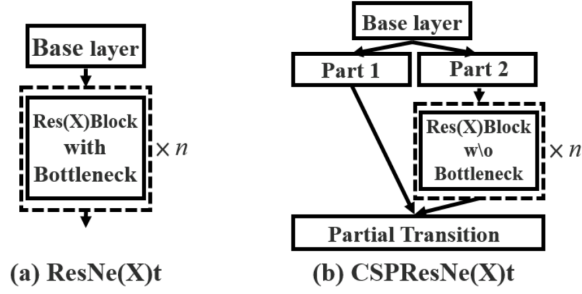 Base layer
Res(X)Block
with
Bottleneck
× n
(a) ResNe(X)t
Base layer
Part 1
Part 2
Res(X)Block
w\o
Bottleneck
× n
Partial Transition
(b) CSPResNe(X)t